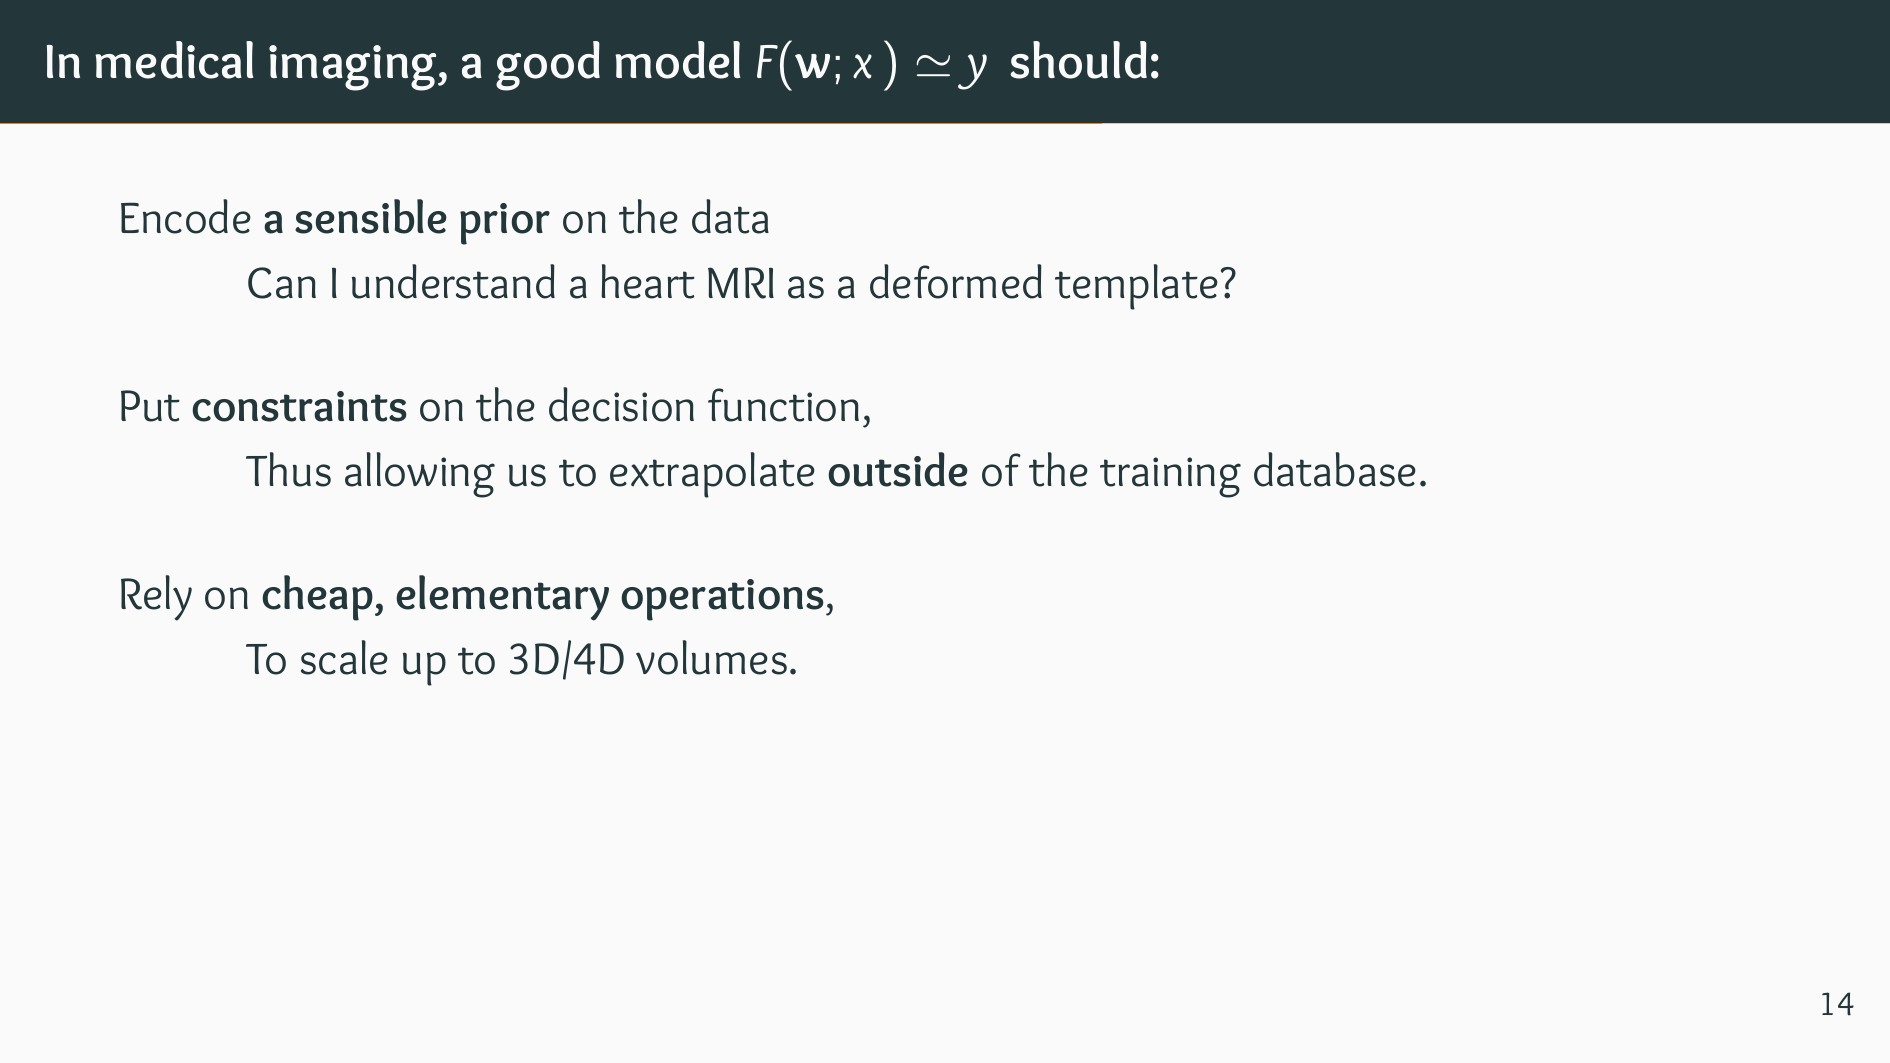 In medical imaging, a good model F(w; x ) ≃ y should:
Encode a sensible prior on the data
Can I understand a heart MRI as a deformed template?
Put constraints on the decision function,
Thus allowing us to extrapolate outside of the training database.
Rely on cheap, elementary operations,
To scale up to 3D/4D volumes.
14